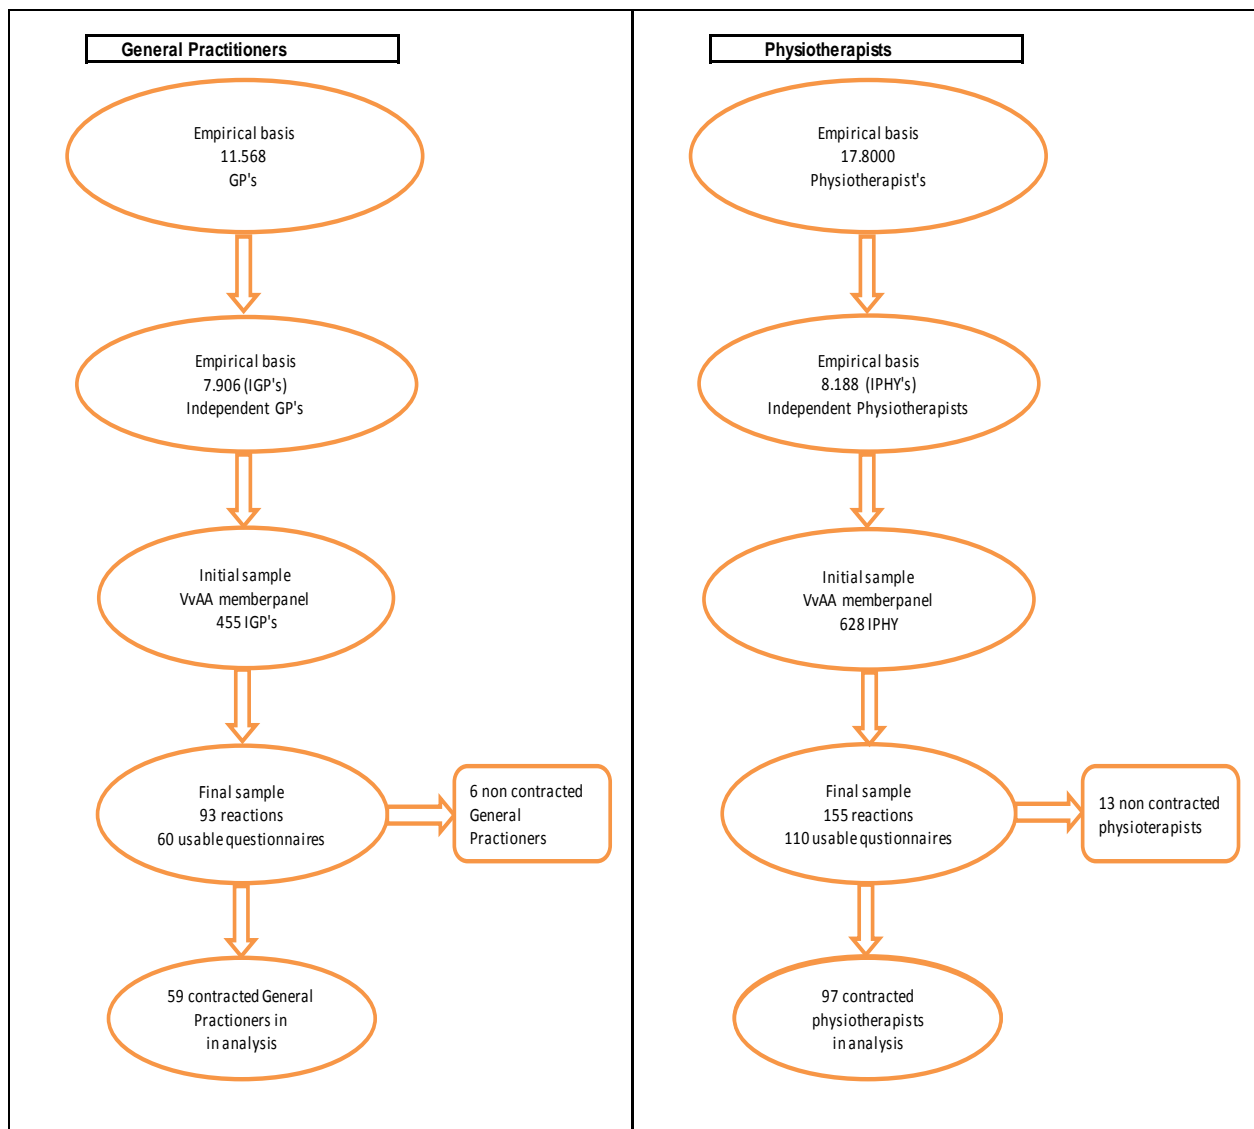 General Practitioners
Empirical basis
11.568
GP's
Empirical basis
7.906 (IGP's)
Independent GP's
Initial sample
VvAA memberpanel
455 IGP's
Final sample
93 reactions
60 usable questionnaires
6 non contracted
General
Practioners
59 contracted General
Practioners in
in analysis
Physiotherapists
Empirical basis
17.8000
Physiotherapist's
Empirical basis
8.188 (IPHY's)
Independent Physiotherapists
Initial sample
VvAA memberpanel
628 IPHY
Final sample
155 reactions
110 usable qustionnaires
13 non contracted
physioterapists
97 contracted
physiotherapists
in analysis